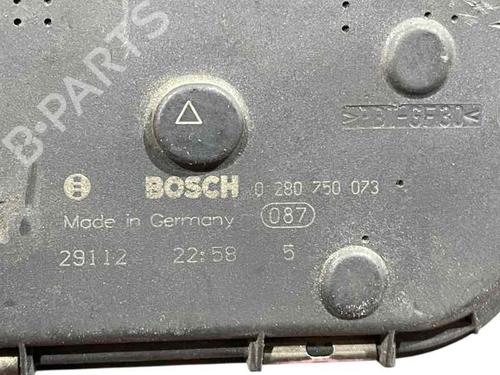 B-PARTS
>PBT-GF30<
BOSCH 0 280 750 073
Made in Germany 087
29112 22:58 5